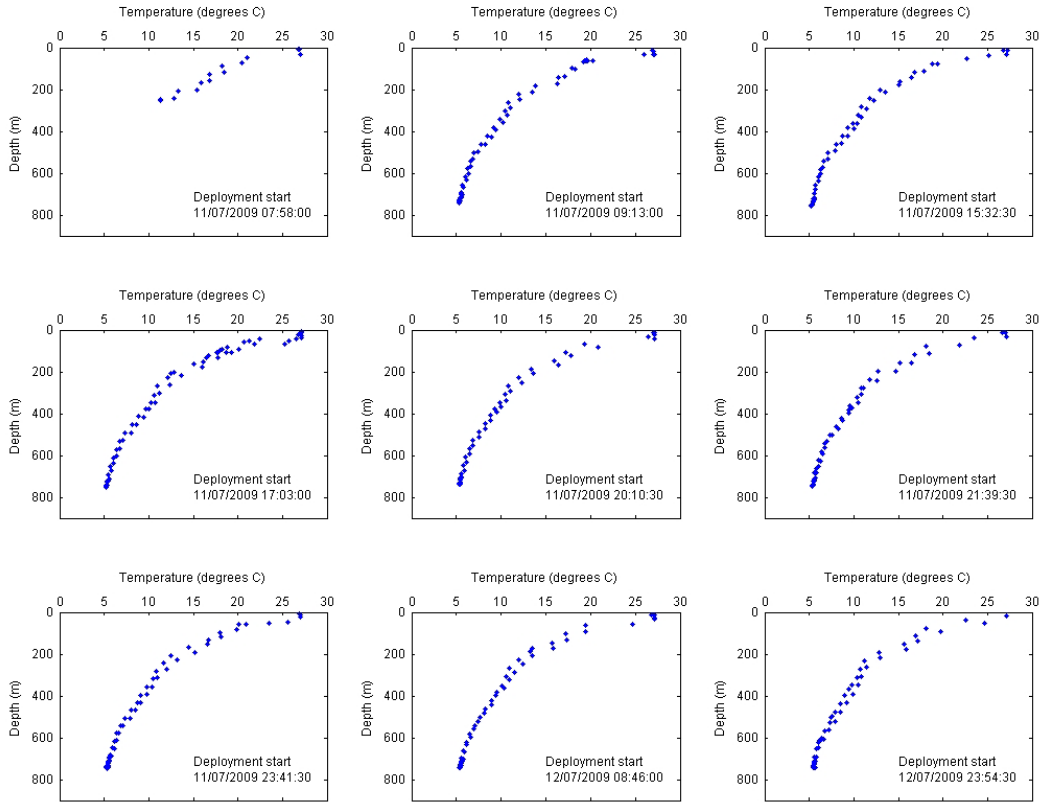 Temperature (degrees C)
0 5 10 15 20 25 30
0
200
400
600
800
Depth (m)
Deployment start
11/07/2009 07:58:00
Temperature (degrees C)
0 5 10 15 20 25 30
0
200
400
600
800
Depth (m)
Deployment start
11/07/2009 09:13:00
Temperature (degrees C)
0 5 10 15 20 25 30
0
200
400
600
800
Depth (m)
Deployment start
11/07/2009 15:32:30
Temperature (degrees C)
0 5 10 15 20 25 30
0
200
400
600
800
Depth (m)
Deployment start
11/07/2009 17:03:00
Temperature (degrees C)
0 5 10 15 20 25 30
0
200
400
600
800
Depth (m)
Deployment start
11/07/2009 20:10:30
Temperature (degrees C)
0 5 10 15 20 25 30
0
200
400
600
800
Depth (m)
Deployment start
11/07/2009 21:39:30
Temperature (degrees C)
0 5 10 15 20 25 30
0
200
400
600
800
Depth (m)
Deployment start
11/07/2009 23:41:30
Temperature (degrees C)
0 5 10 15 20 25 30
0
200
400
600
800
Depth (m)
Deployment start
12/07/2009 08:46:00
Temperature (degrees C)
0 5 10 15 20 25 30
0
200
400
600
800
Depth (m)
Deployment start
12/07/2009 23:54:30